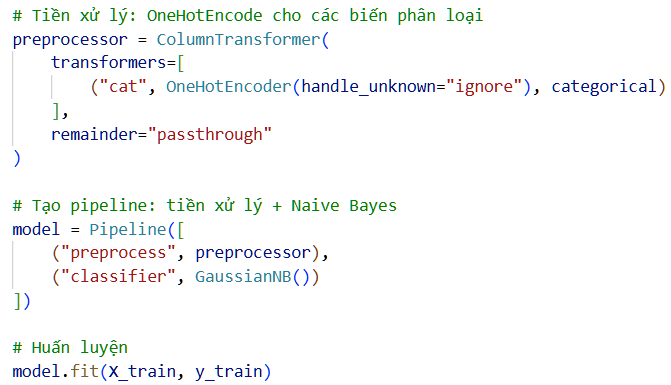 # Tiền xử lý: OneHotEncode cho các biến phân loại
preprocessor = ColumnTransformer(
    transformers=[
        ("cat", OneHotEncoder(handle_unknown="ignore"), categorical)
    ],
    remainder="passthrough"
)

# Tạo pipeline: tiền xử lý + Naive Bayes
model = Pipeline([
    ("preprocess", preprocessor),
    ("classifier", GaussianNB())
])

# Huấn luyện
model.fit(X_train, y_train)